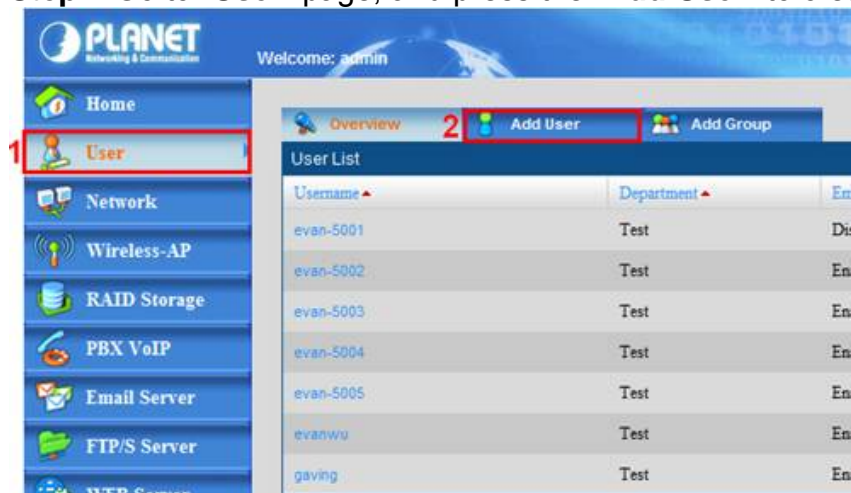 PLANET
Networking & Communication
Welcome: admin
Home
1
User
Network
Wireless-AP
RAID Storage
PBX VoIP
Email Server
FTP/S Server
Overview
2
Add User
Add Group
User List
Username
Department
evan-5001
Test
evan-5002
Test
evan-5003
Test
evan-5004
Test
evan-5005
Test
evanwu
Test
gaving
Test